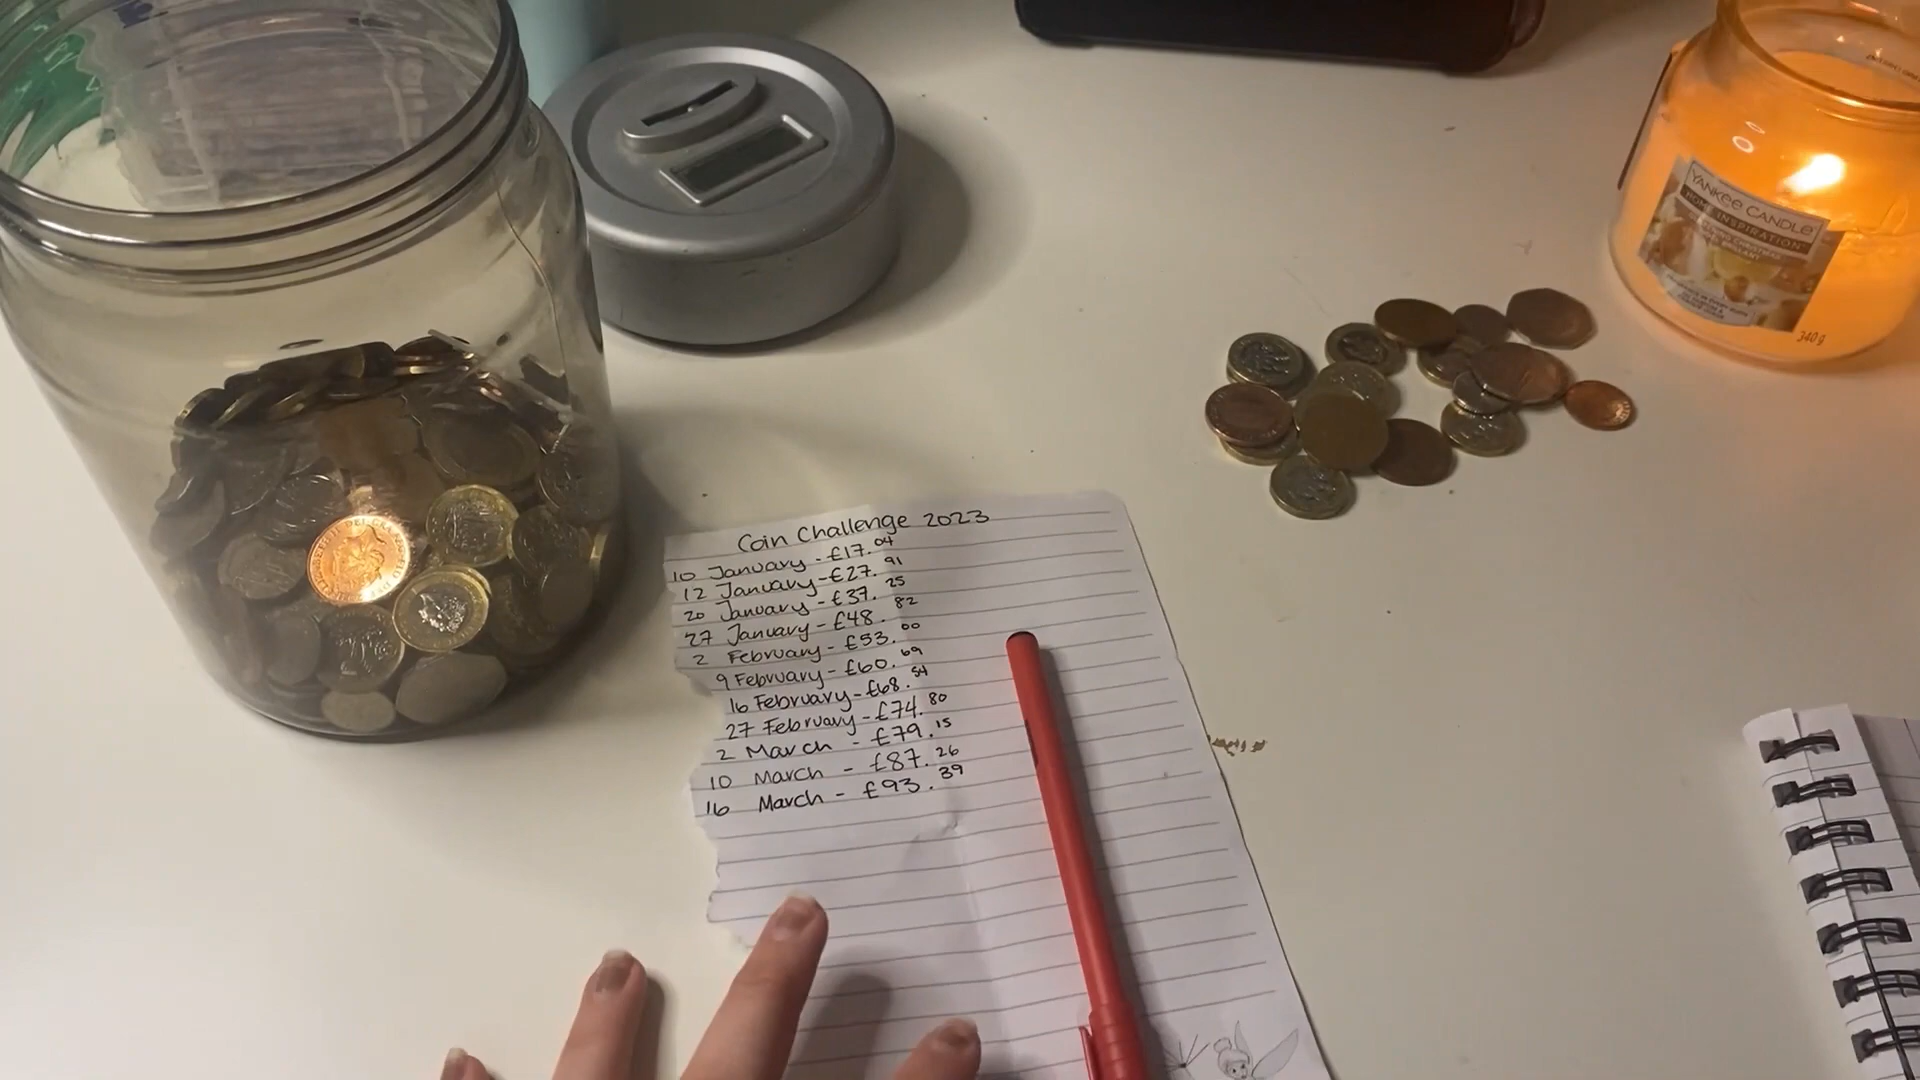 Coin Challenge 2023
10 January - £17.04
12 January - £27.91
20 January - £37.25
27 January - £48.82
2 February - £53.00
9 February - £60.69
16 February - £68.54
27 February - £74.80
2 March - £79.15
10 March - £87.26
16 March - £93.39
YANKEE CANDLE
HOME INSPIRATION
340g